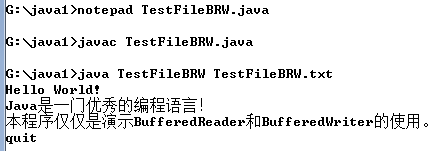 G:\java1>notepad TestFileBRW.java
G:\java1>javac TestFileBRW.java
G:\java1>java TestFileBRW TestFileBRW.txt
Hello World!
Java是一门优秀的编程语言!
本程序仅仅是演示BufferedReader和BufferedWriter的使用。
quit